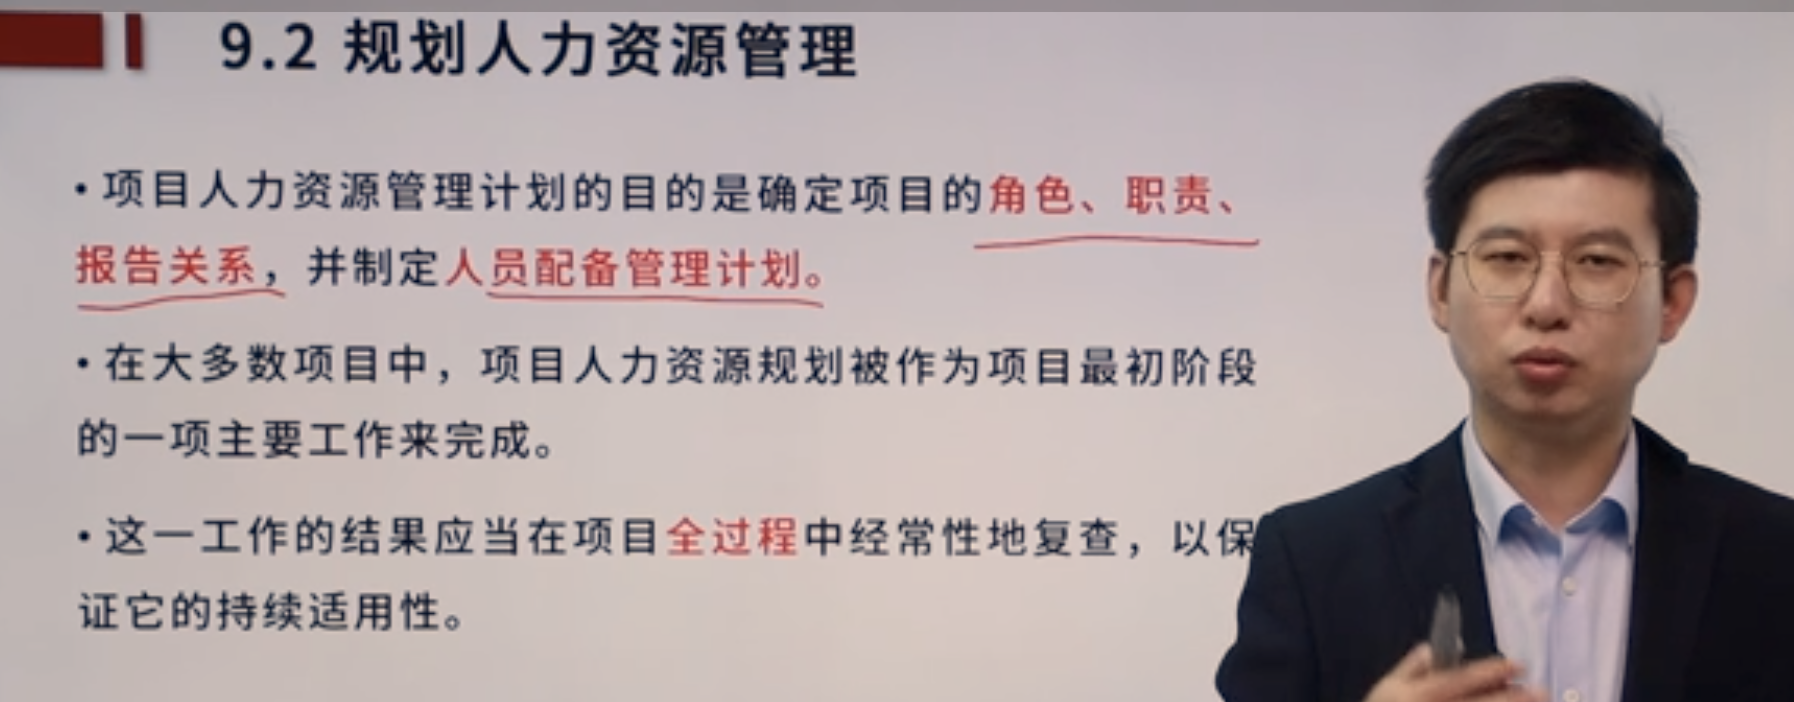 9.2 规划人力资源管理
•项目人力资源管理计划的目的是确定项目的角色、职责、
报告关系，并制定人员配备管理计划。
•在大多数项目中，项目人力资源规划被作为项目最初阶段
的一项主要工作来完成。
•这一工作的结果应当在项目全过程中经常性地复查，以保
证它的持续适用性。